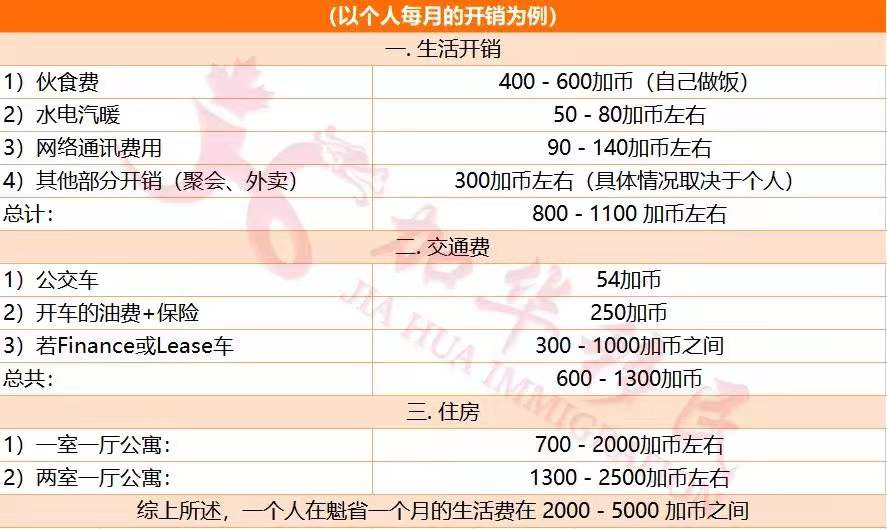 （以个人每月的开销为例）
一. 生活开销
1）伙食费 400 - 600加币（自己做饭）
2）水电汽暖 50 - 80加币左右
3）网络通讯费用 90 - 140加币左右
4）其他部分开销（聚会、外卖） 300加币左右（具体情况取决于个人）
总计： 800 - 1100 加币左右
二. 交通费
1）公交车 54加币
2）开车的油费+保险 250加币
3）若Finance或Lease车 300 - 1000加币之间
总共： 600 - 1300加币
三. 住房
1）一室一厅公寓： 700 - 2000加币左右
2）两室一厅公寓： 1300 - 2500加币左右
综上所述，一个人在魁省一个月的生活费在 2000 - 5000 加币之间
加华移民
JIA HUA IMMIGRATION